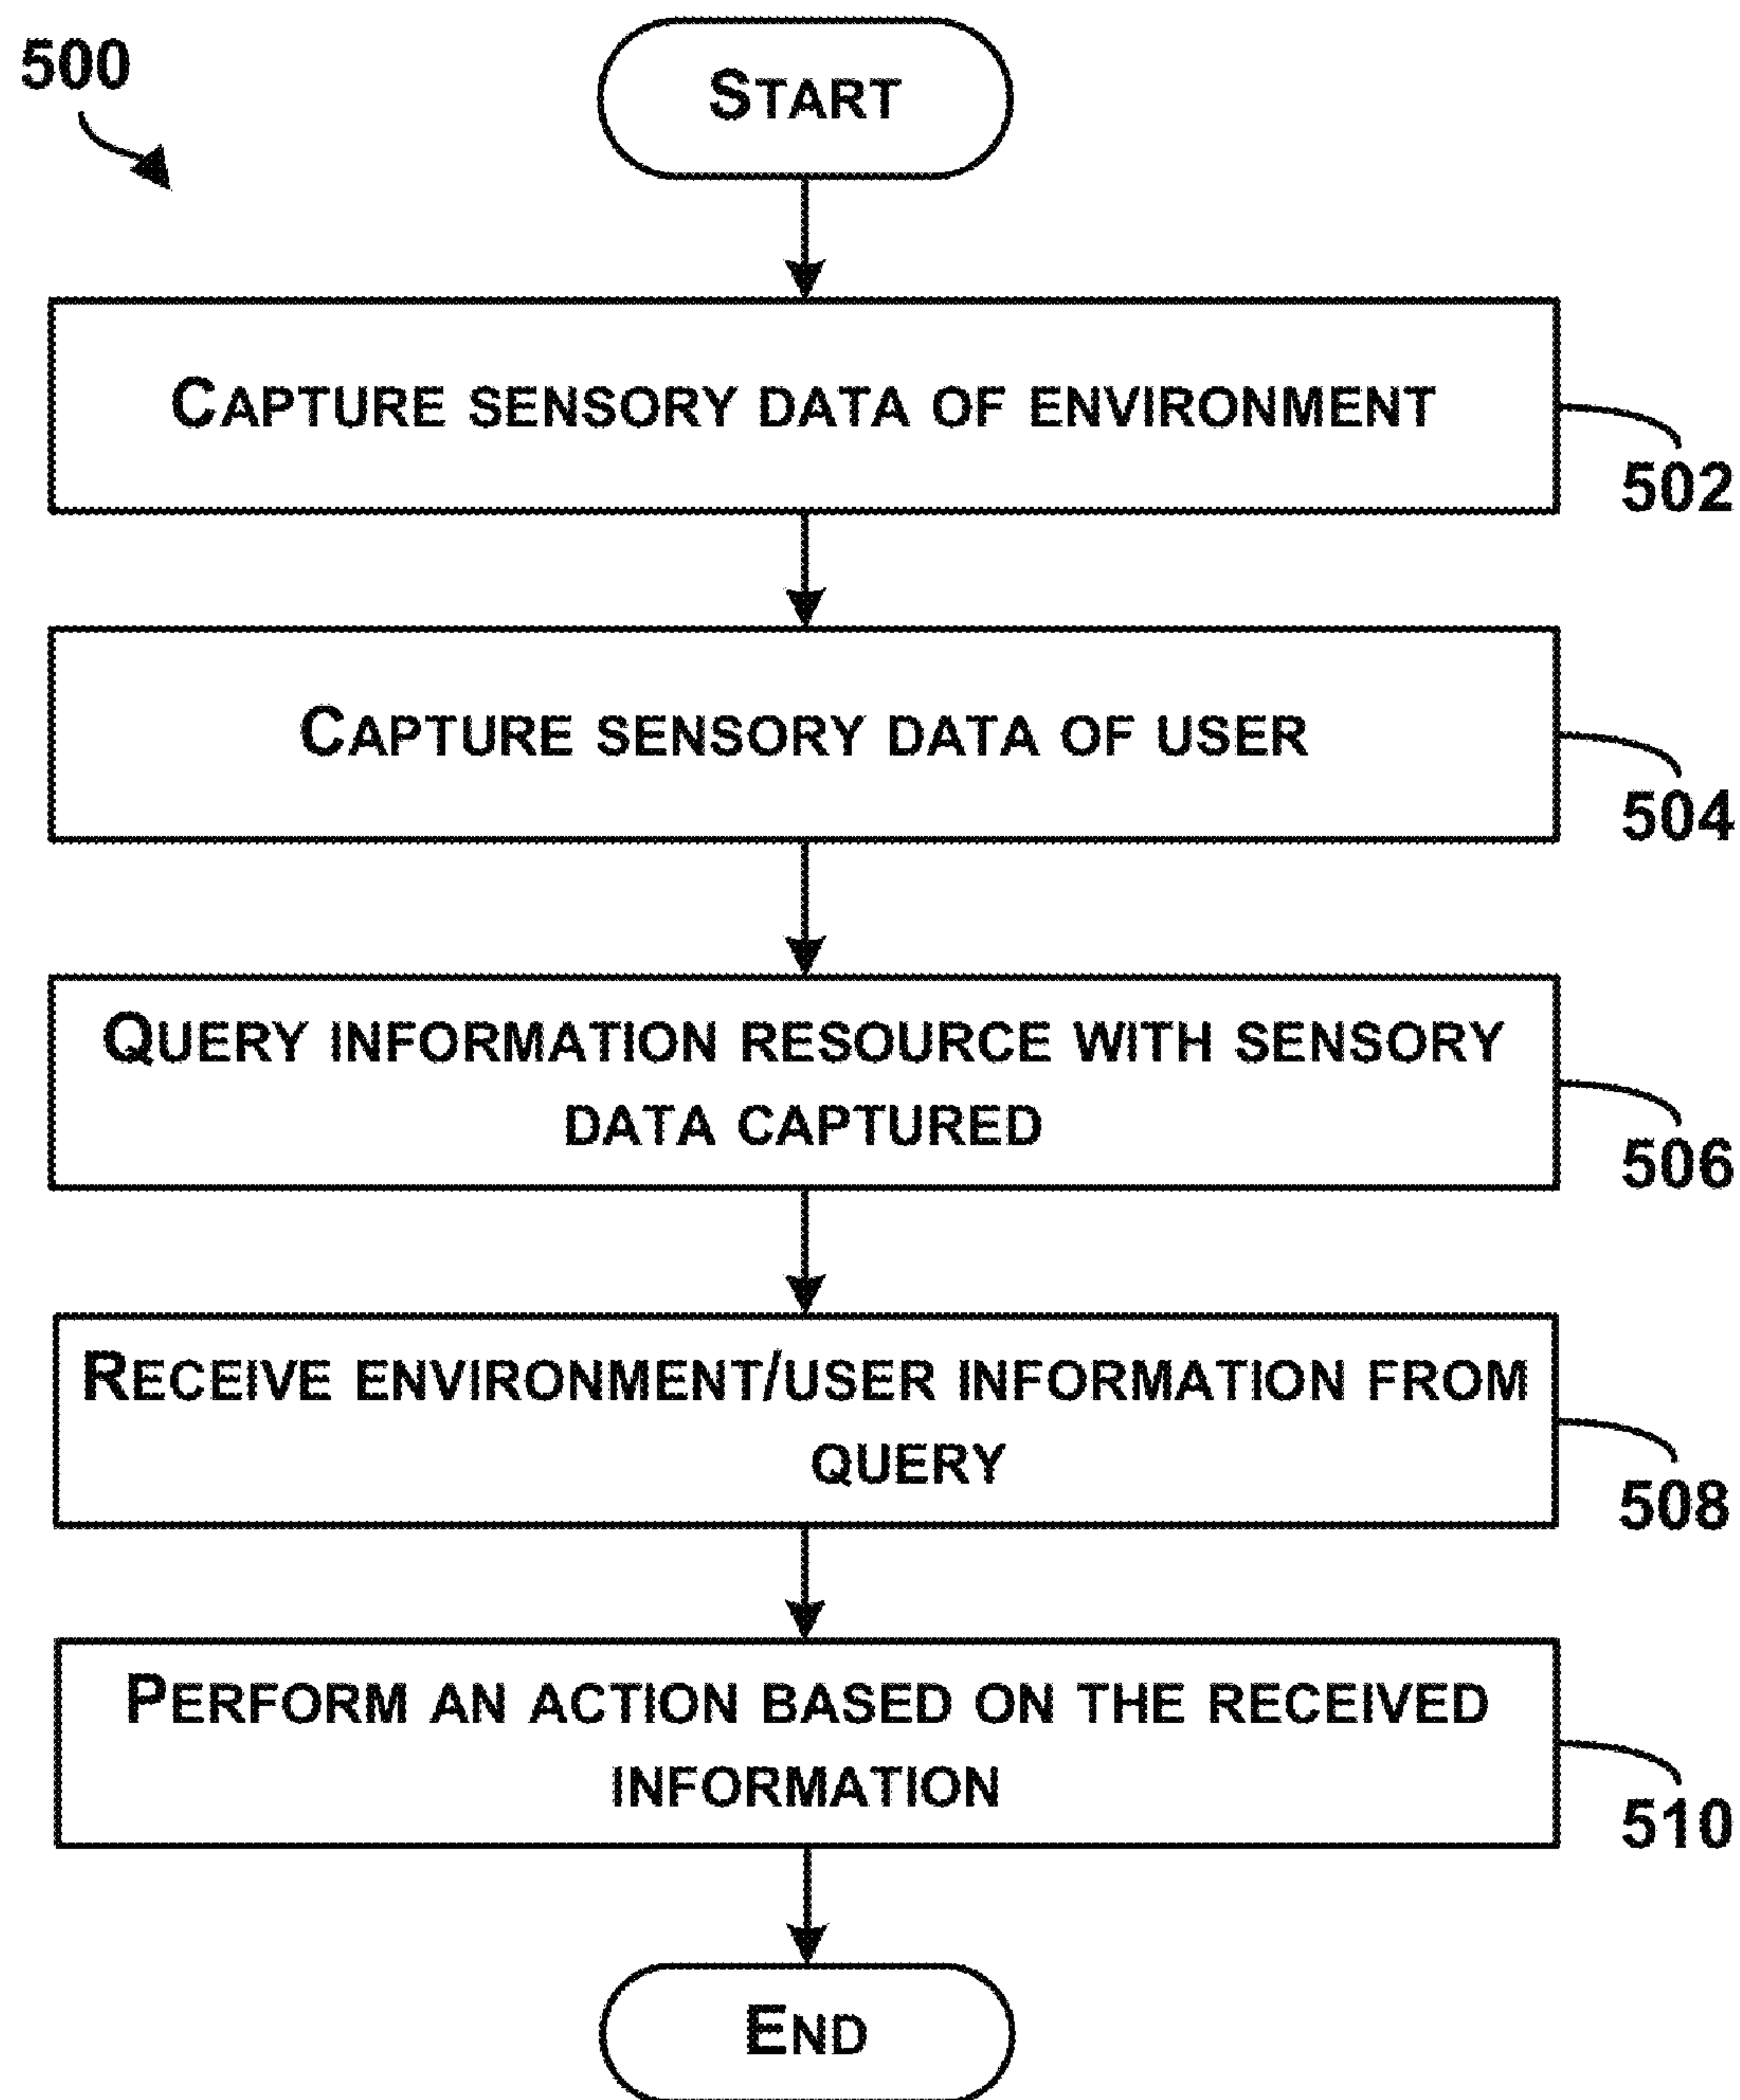 500
START
CAPTURE SENSORY DATA OF ENVIRONMENT
502
CAPTURE SENSORY DATA OF USER
504
QUERY INFORMATION RESOURCE WITH SENSORY
DATA CAPTURED
506
RECEIVE ENVIRONMENT/USER INFORMATION FROM
QUERY
508
PERFORM AN ACTION BASED ON THE RECEIVED
INFORMATION
510
END